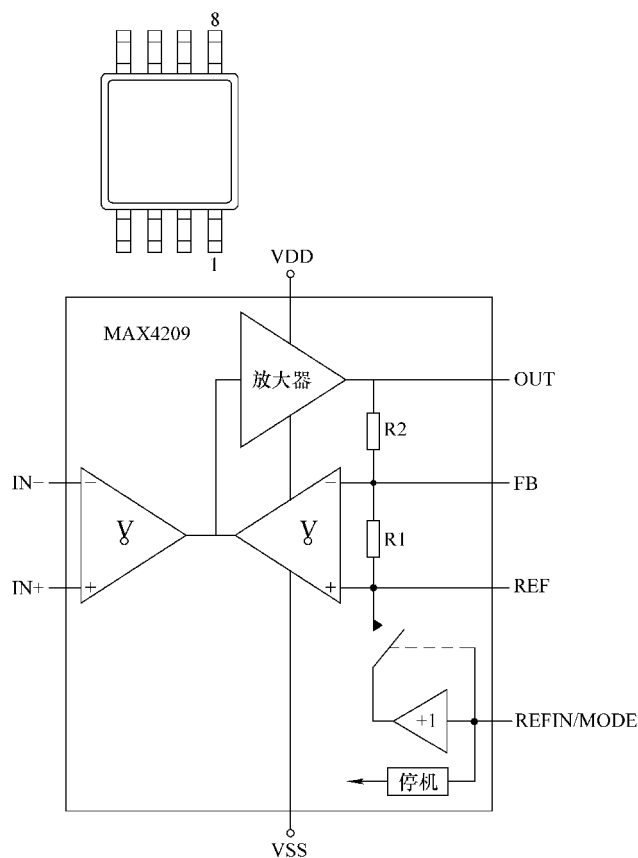 8
1
VDD
MAX4209
放大器
OUT
R2
IN−
−
−
FB
V
V
R1
IN+
+
+
REF
+1
REFIN/MODE
停机
VSS